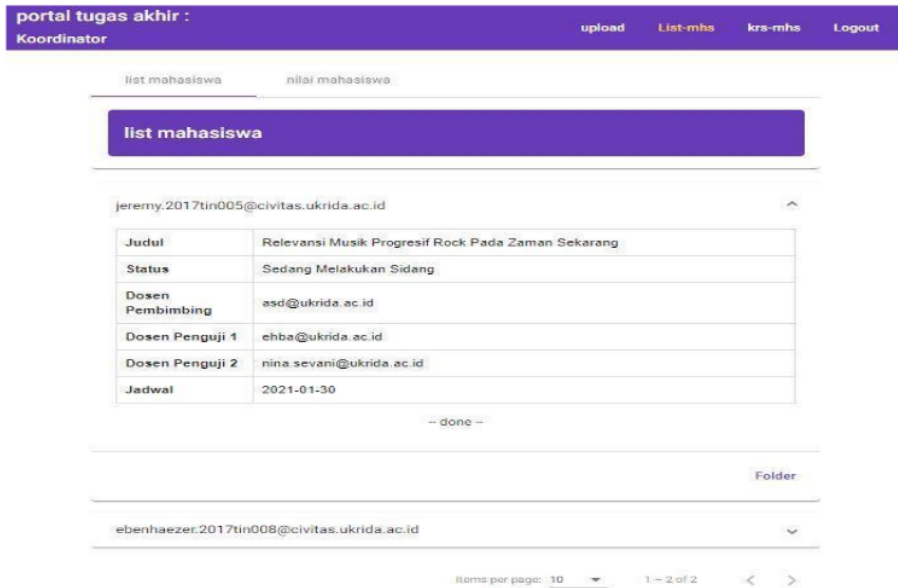 portal tugas akhir :
Koordinator
upload List-mhs krs-mhs Logout
list mahasiswa nilai mahasiswa
list mahasiswa
jeremy.2017tin005@civitas.ukrida.ac.id
Judul Relevansi Musik Progresif Rock Pada Zaman Sekarang
Status Sedang Melakukan Sidang
Dosen
Pembimbing
asd@ukrida.ac.id
Dosen Penguji 1 ehba@ukrida.ac.id
Dosen Penguji 2 nina.sevani@ukrida.ac.id
Jadwal 2021-01-30
-- done --
Folder
ebenhaezer.2017tin008@civitas.ukrida.ac.id
Items per page: 10 1 – 2 of 2